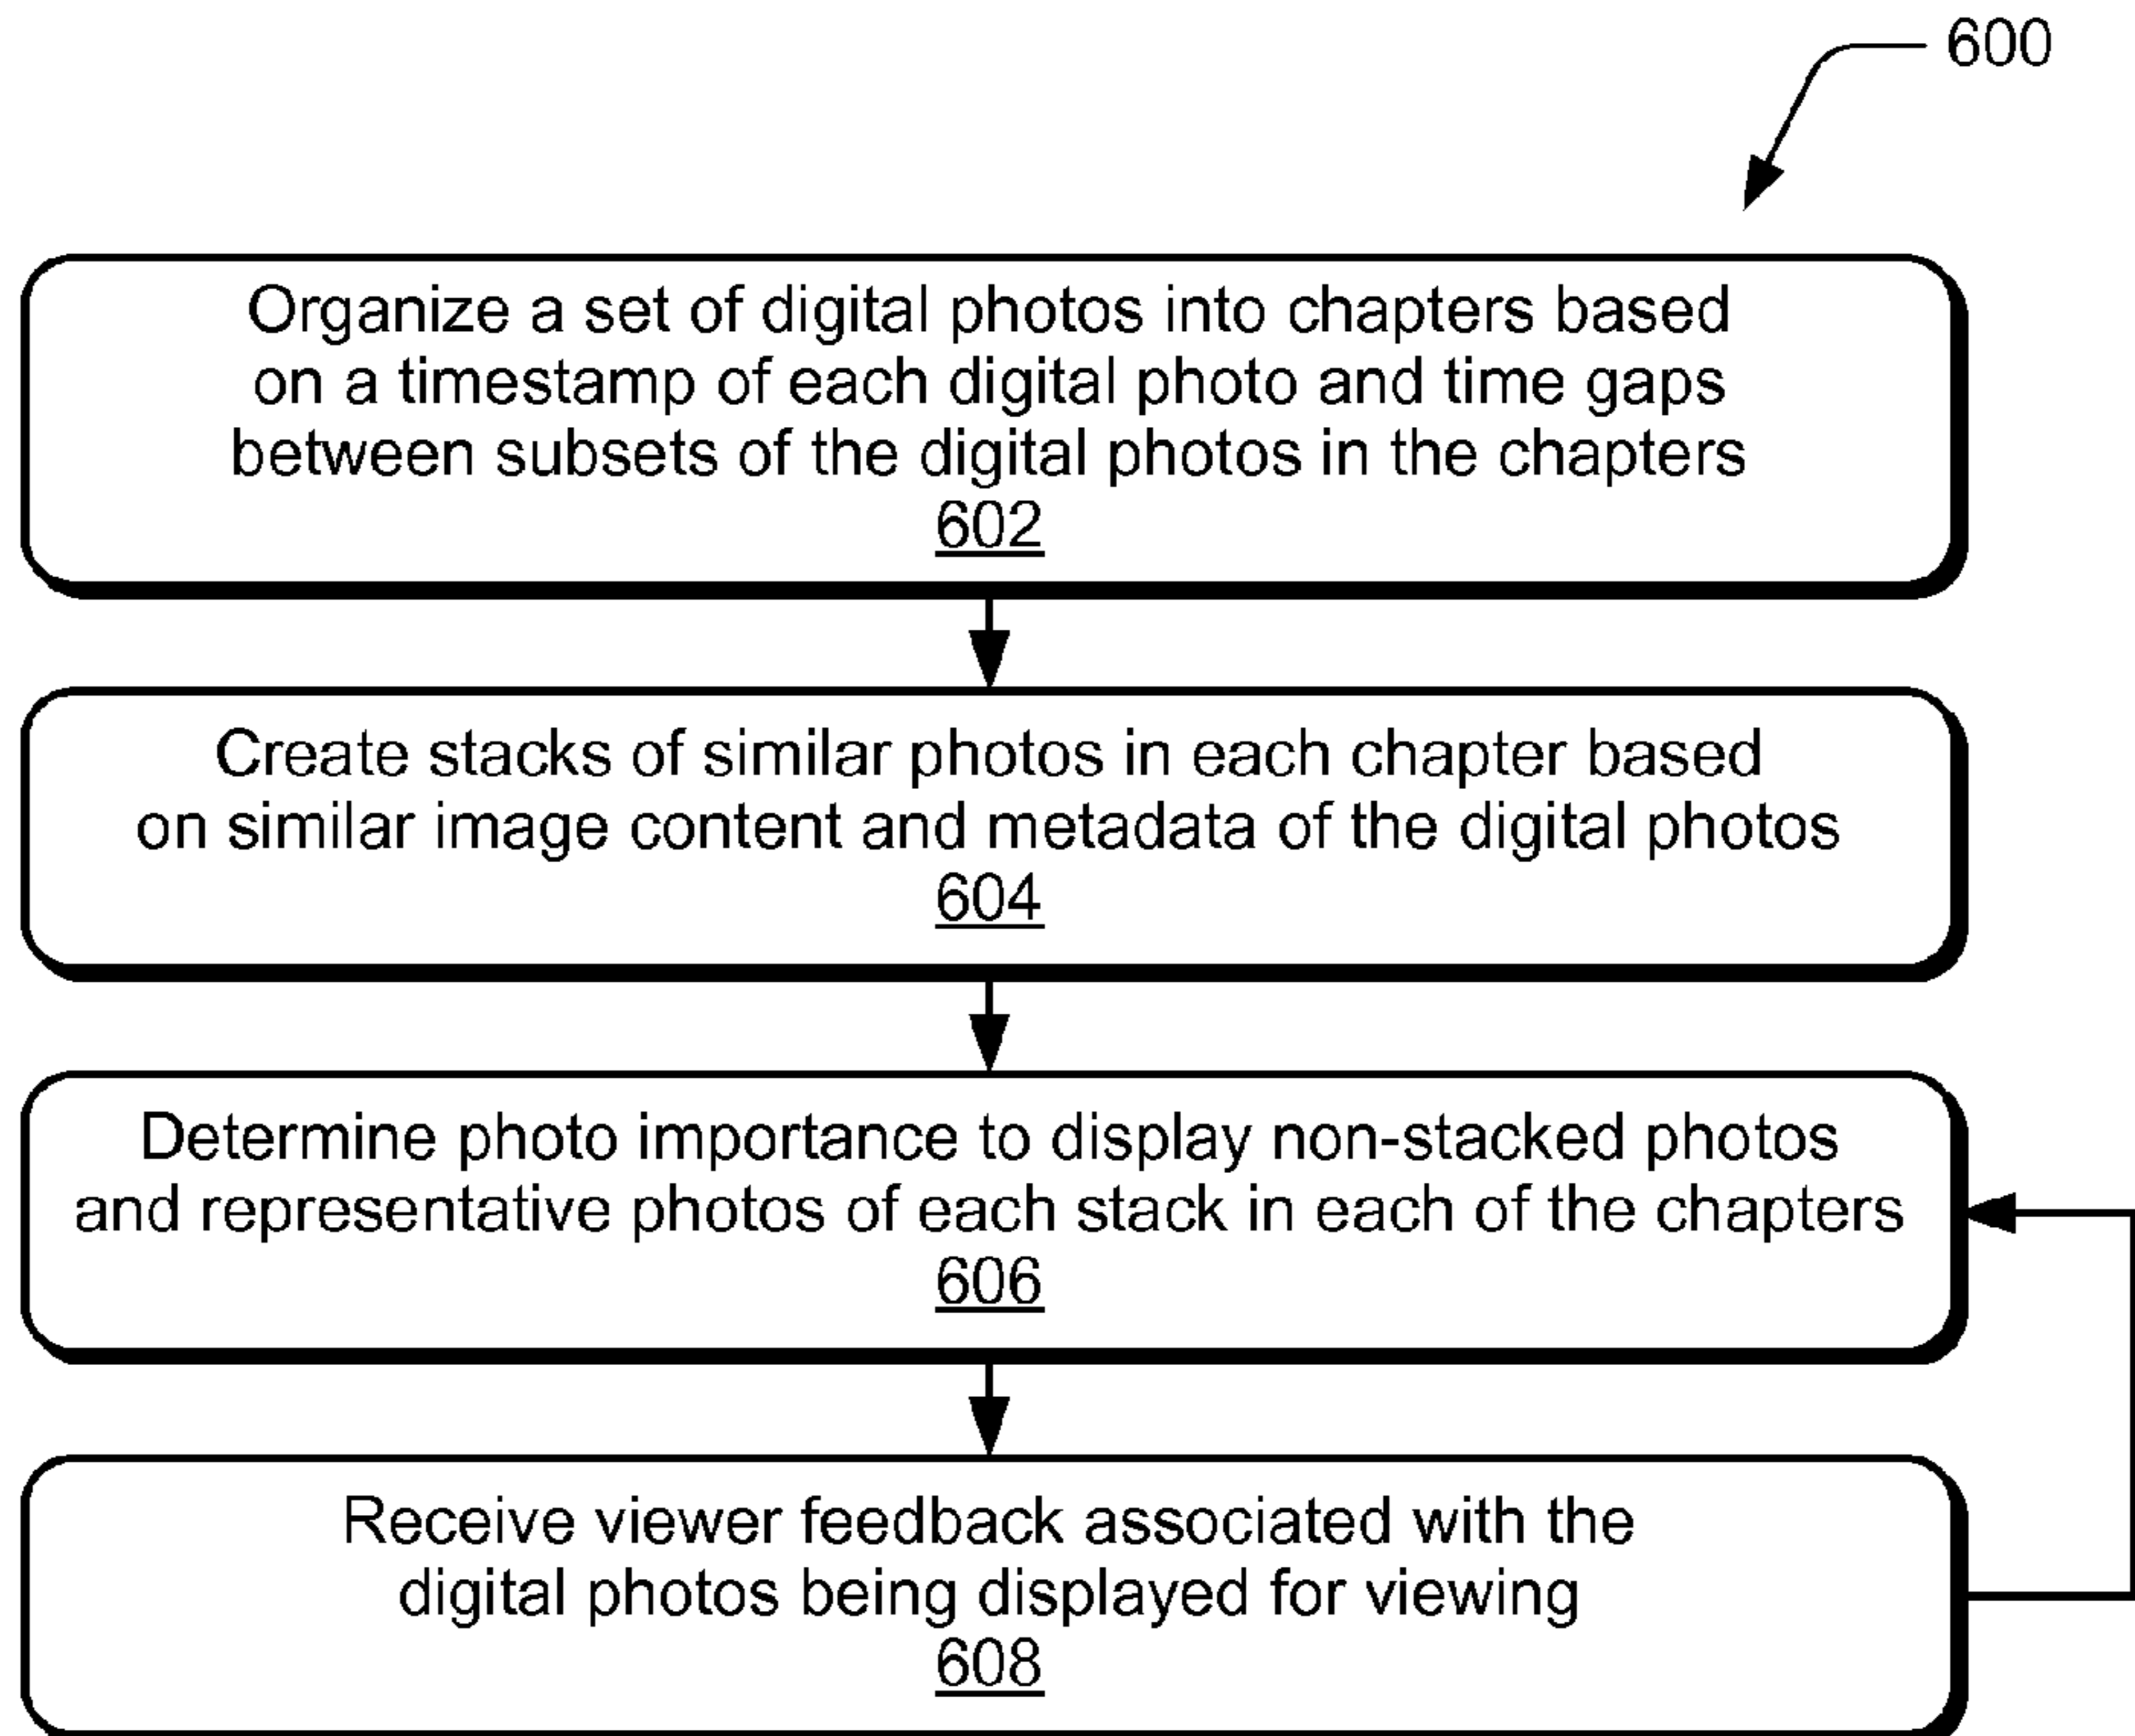 600
Organize a set of digital photos into chapters based
on a timestamp of each digital photo and time gaps
between subsets of the digital photos in the chapters
602
Create stacks of similar photos in each chapter based
on similar image content and metadata of the digital photos
604
Determine photo importance to display non-stacked photos
and representative photos of each stack in each of the chapters
606
Receive viewer feedback associated with the
digital photos being displayed for viewing
608